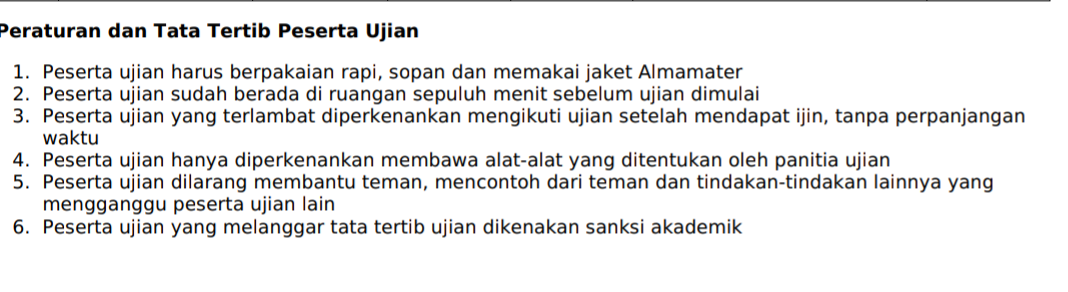 Peraturan dan Tata Tertib Peserta Ujian
1. Peserta ujian harus berpakaian rapi, sopan dan memakai jaket Almamater
2. Peserta ujian sudah berada di ruangan sepuluh menit sebelum ujian dimulai
3. Peserta ujian yang terlambat diperkenankan mengikuti ujian setelah mendapat ijin, tanpa perpanjangan
waktu
4. Peserta ujian hanya diperkenankan membawa alat-alat yang ditentukan oleh panitia ujian
5. Peserta ujian dilarang membantu teman, mencontoh dari teman dan tindakan-tindakan lainnya yang
mengganggu peserta ujian lain
6. Peserta ujian yang melanggar tata tertib ujian dikenakan sanksi akademik